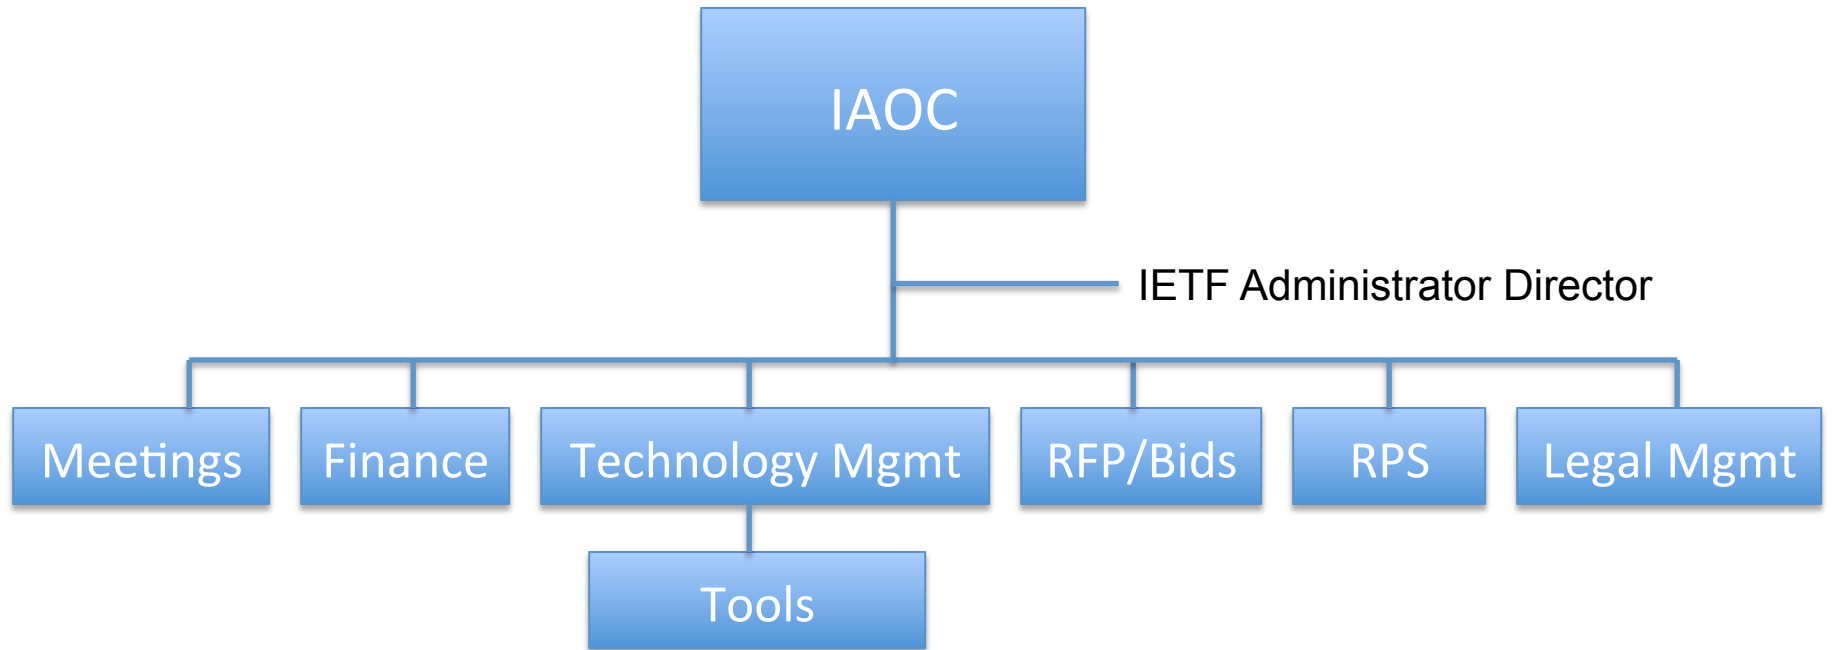 IAOC
IETF Administrator Director
Meetings
Finance
Technology Mgmt
RFP/Bids
RPS
Legal Mgmt
Tools